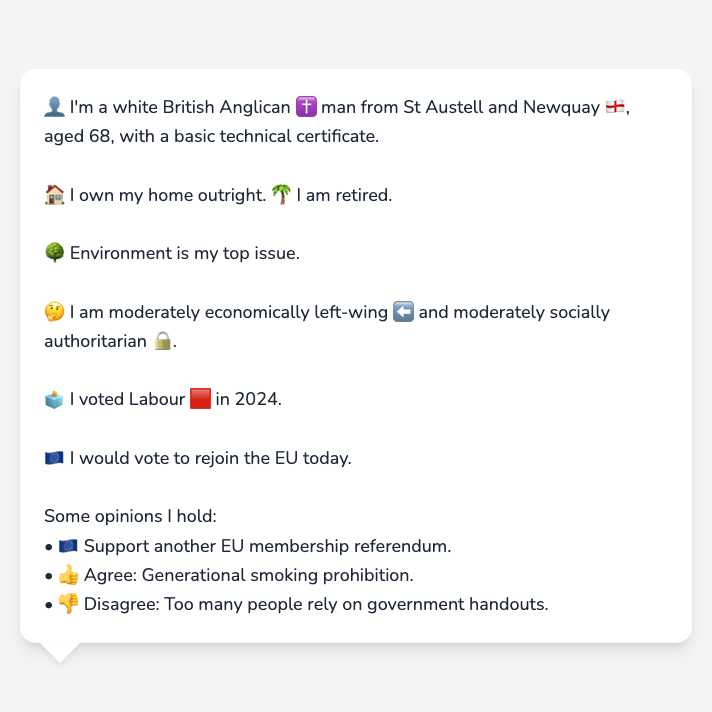 👤 I'm a white British Anglican ✝️ man from St Austell and Newquay 🏴󠁧󠁢󠁥󠁮󠁧󠁿,
aged 68, with a basic technical certificate.
🏠 I own my home outright. 🌴 I am retired.
🌳 Environment is my top issue.
🤔 I am moderately economically left-wing ⬅️ and moderately socially
authoritarian 🔒.
🗳️ I voted Labour 🟥 in 2024.
🇪🇺 I would vote to rejoin the EU today.
Some opinions I hold:
• 🇪🇺 Support another EU membership referendum.
• 👍 Agree: Generational smoking prohibition.
• 👎 Disagree: Too many people rely on government handouts.